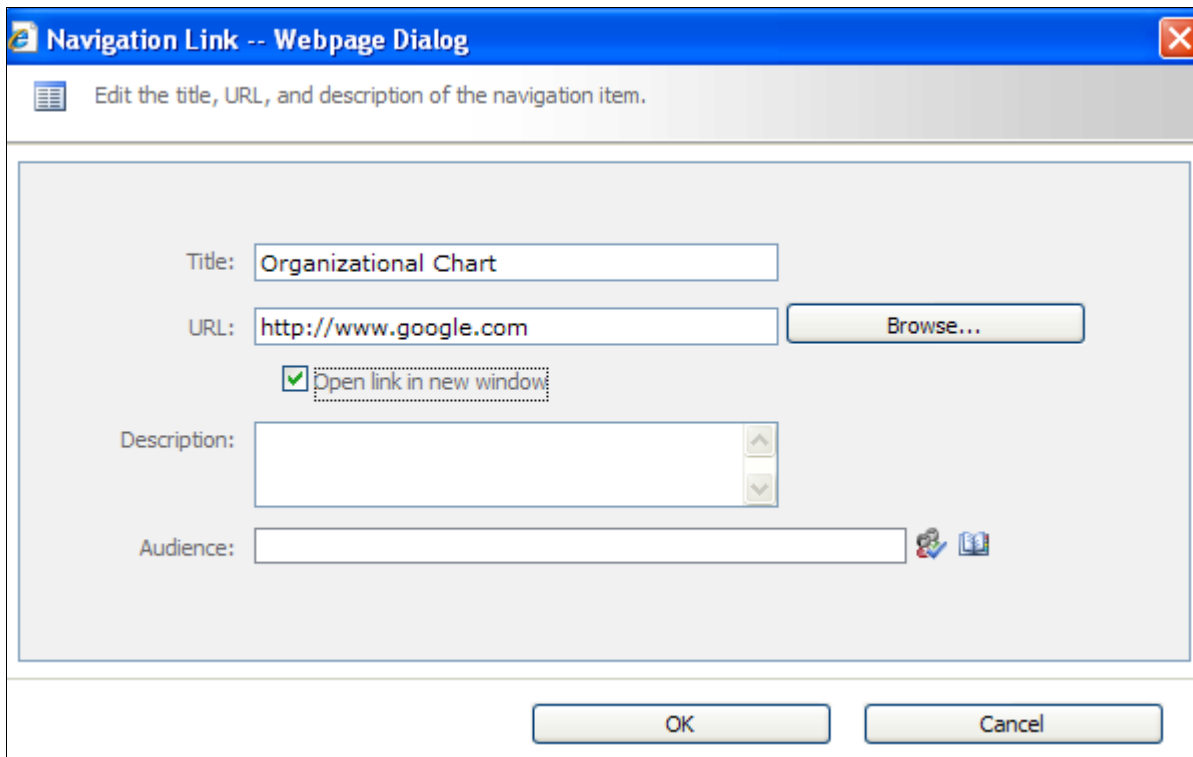 Navigation Link -- Webpage Dialog
Edit the title, URL, and description of the navigation item.
Title: Organizational Chart
URL: http://www.google.com Browse...
Open link in new window
Description:
Audience:
OK Cancel